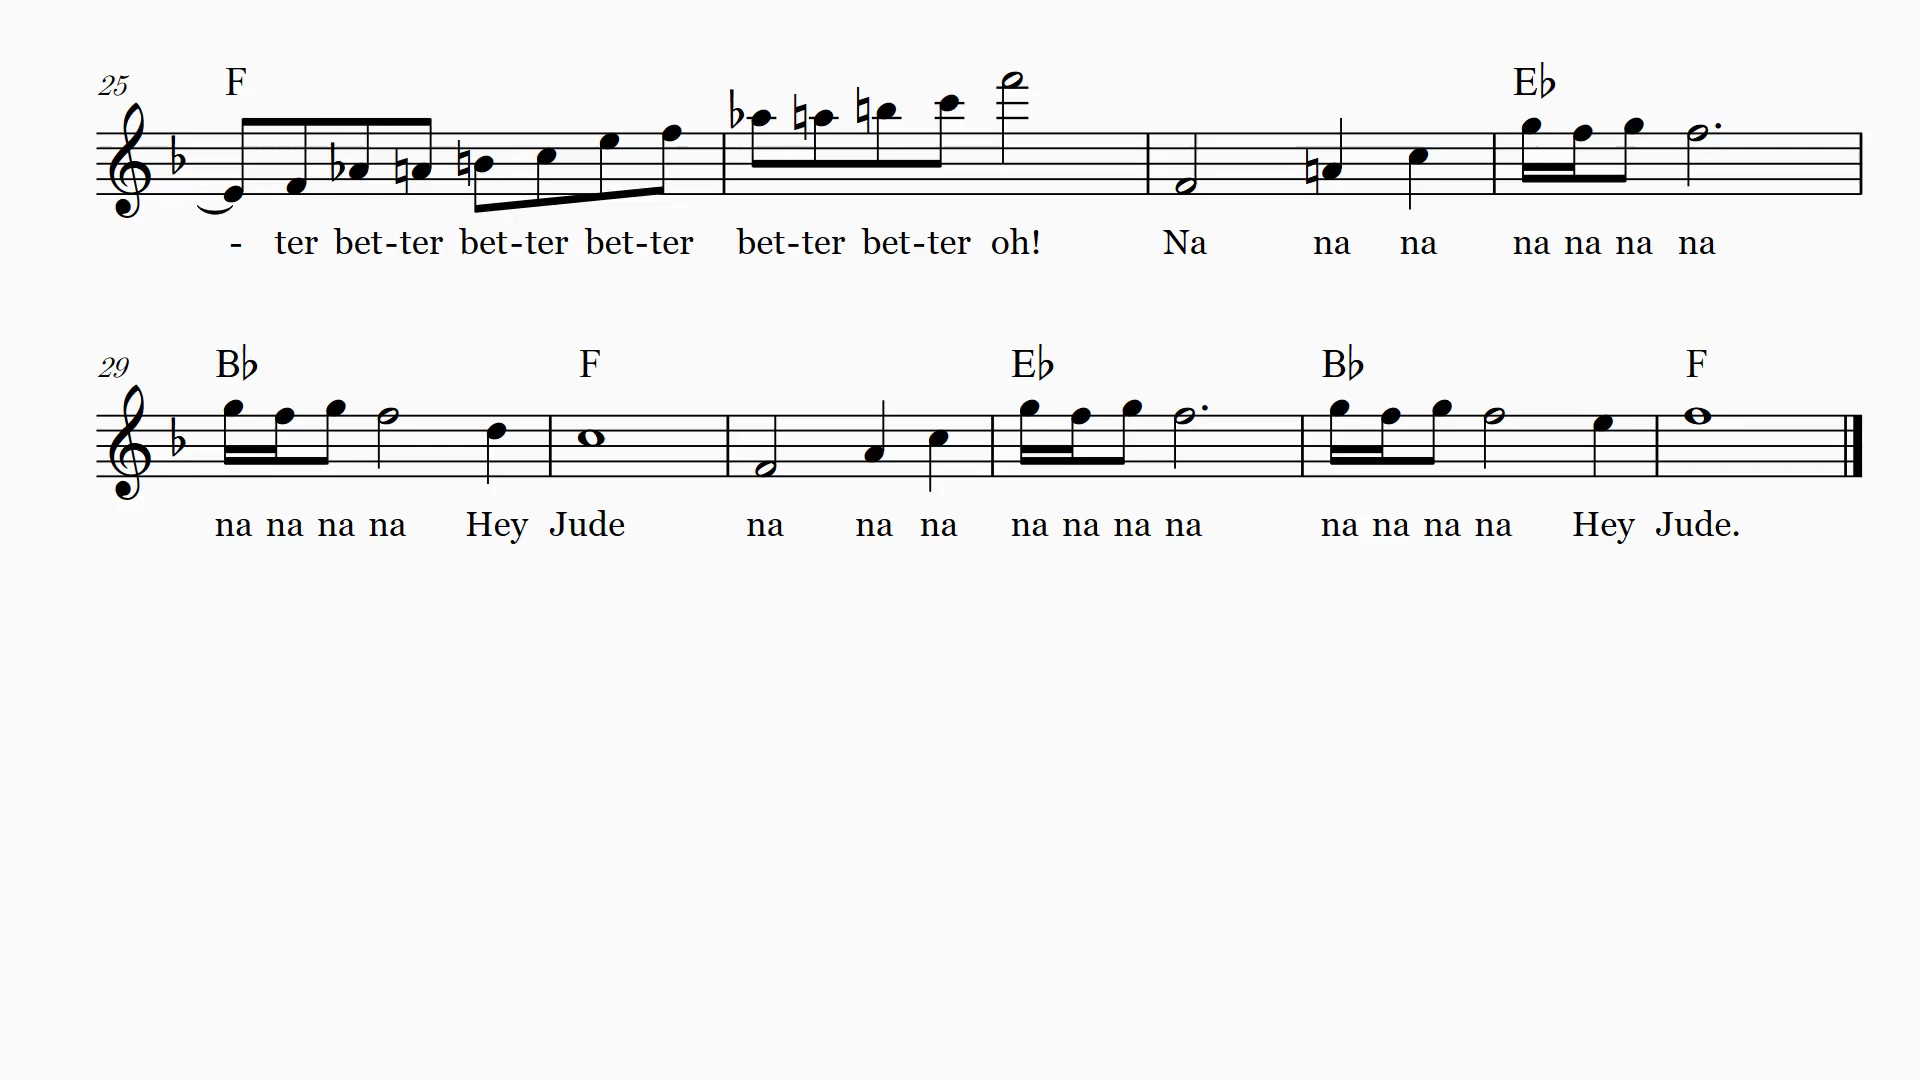 25 F E♭
- ter bet-ter bet-ter bet-ter bet-ter bet-ter oh! Na na na na na na na
29 B♭ F E♭ B♭ F
na na na na Hey Jude na na na na na na na na na na na Hey Jude.